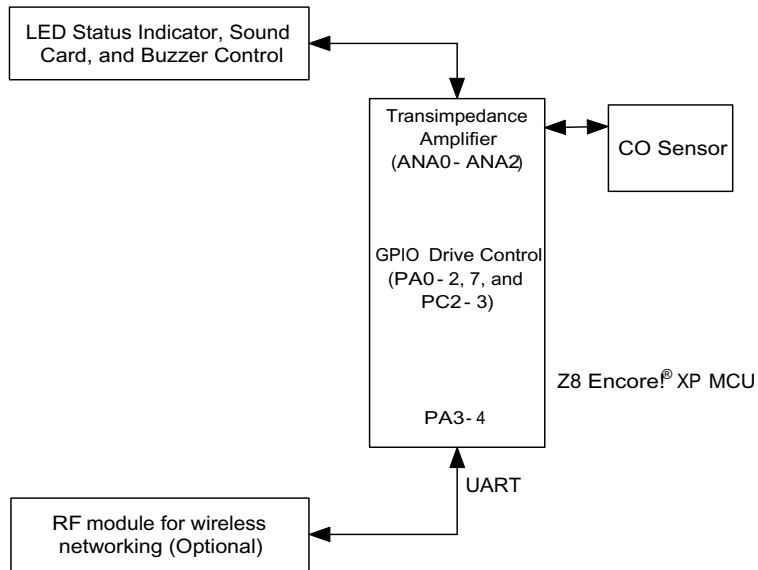 LED Status Indicator, Sound
Card, and Buzzer Control
Transimpedance
Amplifier
(ANA0- ANA2)
CO Sensor
GPIO Drive Control
(PA0- 2, 7, and
PC2- 3)
Z8 Encore!® XP MCU
PA3- 4
UART
RF module for wireless
networking (Optional)